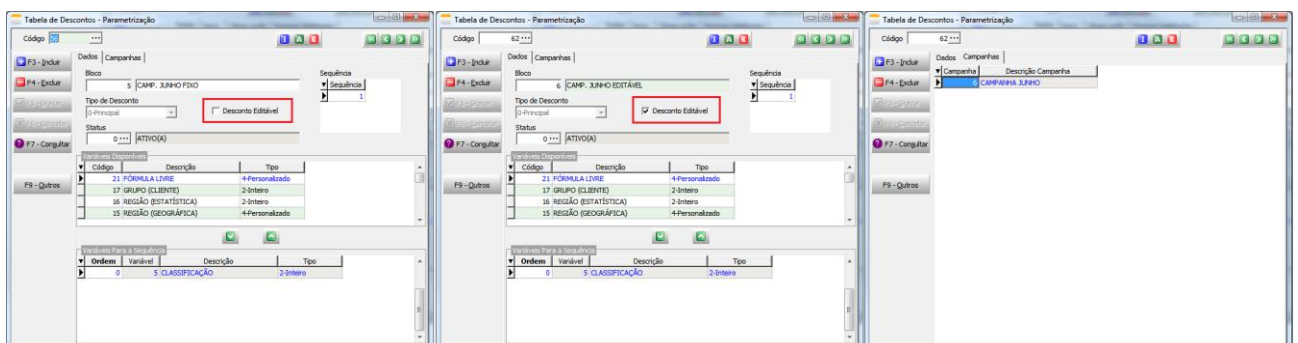 Tabela de Descontos - Parametrização
Código
I A E
F3 - Incluir
F4 - Excluir
F7 - Consultar
F9 - Outros
Dados Campanhas
Bloco
5 CAMP. JUNHO FIXO
Tipo de Desconto
0-Principal
Desconto Editável
Status
0 ATIVO(A)
Sequência
Sequência
1
Variáveis Disponíveis
Código Descrição Tipo
21 FÓRMULA LIVRE 4-Personalizado
17 GRUPO (CLIENTE) 2-Inteiro
16 REGIÃO (ESTATÍSTICA) 2-Inteiro
15 REGIÃO (GEOGRÁFICA) 4-Personalizado
Variáveis Para a Sequência
Ordem Variável Descrição Tipo
0 5 CLASSIFICAÇÃO 2-Inteiro
Tabela de Descontos - Parametrização
Código 62
I A E
F3 - Incluir
F4 - Excluir
F7 - Consultar
F9 - Outros
Dados Campanhas
Bloco
6 CAMP. JUNHO EDITÁVEL
Tipo de Desconto
0-Principal
Desconto Editável
Status
0 ATIVO(A)
Sequência
Sequência
1
Variáveis Disponíveis
Código Descrição Tipo
21 FÓRMULA LIVRE 4-Personalizado
17 GRUPO (CLIENTE) 2-Inteiro
16 REGIÃO (ESTATÍSTICA) 2-Inteiro
15 REGIÃO (GEOGRÁFICA) 4-Personalizado
Variáveis Para a Sequência
Ordem Variável Descrição Tipo
0 5 CLASSIFICAÇÃO 2-Inteiro
Tabela de Descontos - Parametrização
Código 62
I A E
F3 - Incluir
F4 - Excluir
F7 - Consultar
F9 - Outros
Dados Campanhas
Campanha Descrição Campanha
6 CAMPANHA JUNHO